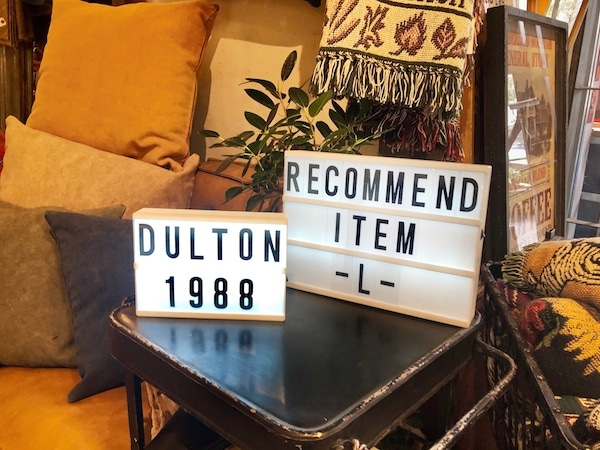 DULTON
1988
RECOMMEND
ITEM
-L-
COFFEE